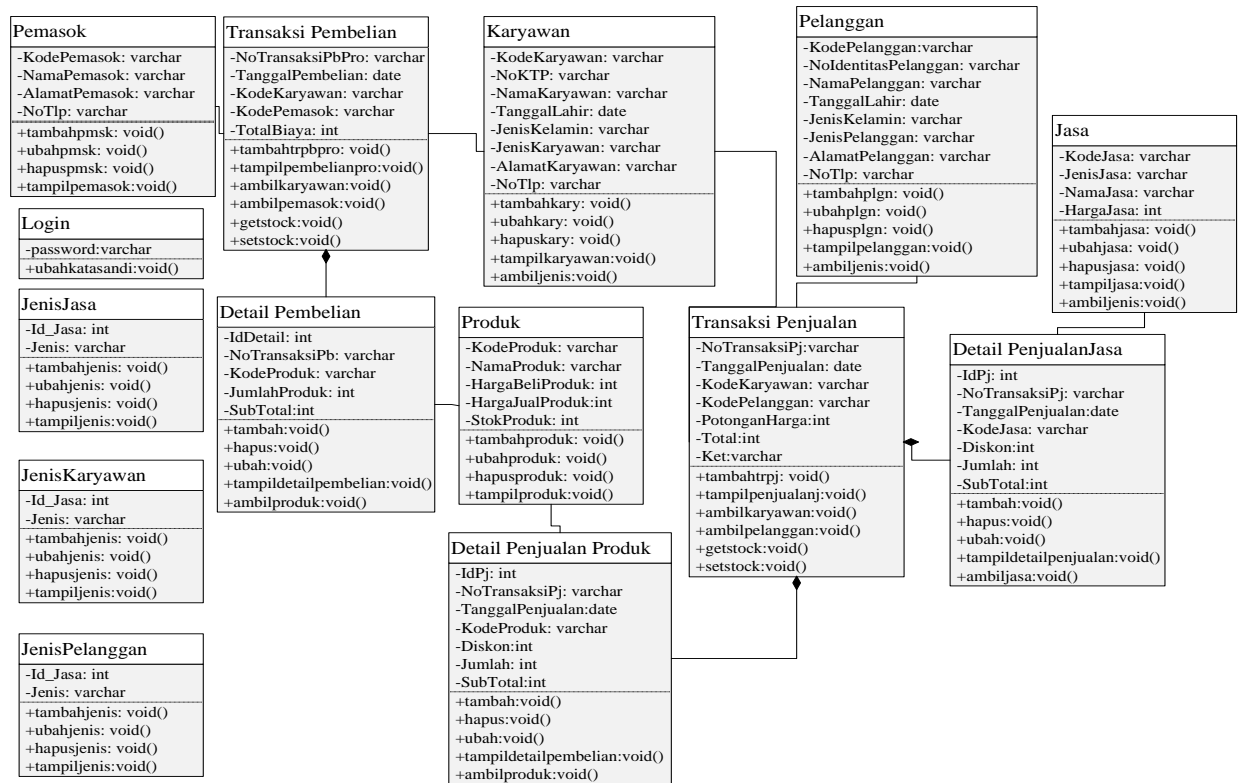 Pemasok
-KodePemasok: varchar
-NamaPemasok: varchar
-AlamatPemasok: varchar
-NoTlp: varchar
+tambahpmsk: void()
+ubahpmsk: void()
+hapuspmsk: void()
+tampilpemasok:void()
Transaksi Pembelian
-NoTransaksiPbPro: varchar
-TanggalPembelian: date
-KodeKaryawan: varchar
-KodePemasok: varchar
-TotalBiaya: int
+tambahtrpbpro: void()
+tampilpembelianpro:void()
+ambilkaryawan:void()
+ambilpemasok:void()
+getstock:void()
+setstock:void()
Karyawan
-KodeKaryawan: varchar
-NoKTP: varchar
-NamaKaryawan: varchar
-TanggalLahir: date
-JenisKelamin: varchar
-JenisKaryawan: varchar
-AlamatKaryawan: varchar
-NoTlp: varchar
+tambahkary: void()
+ubahkary: void()
+hapuskary: void()
+tampilkaryawan:void()
+ambiljenis:void()
Pelanggan
-KodePelanggan:varchar
-NoIdentitasPelanggan: varchar
-NamaPelanggan: varchar
-TanggalLahir: date
-JenisKelamin: varchar
-JenisPelanggan: varchar
-AlamatPelanggan: varchar
-NoTlp: varchar
+tambahplgn: void()
+ubahplgn: void()
+hapusplgn: void()
+tampilpelanggan:void()
+ambiljenis:void()
Jasa
-KodeJasa: varchar
-JenisJasa: varchar
-NamaJasa: varchar
-HargaJasa: int
+tambahjasa: void()
+ubahjasa: void()
+hapusjasa: void()
+tampiljasa: void()
+ambiljenis:void()
Login
-password:varchar
+ubahkatasandi:void()
JenisJasa
-Id_Jasa: int
-Jenis: varchar
+tambahjenis: void()
+ubahjenis: void()
+hapusjenis: void()
+tampiljenis: void()
Detail Pembelian
-IdDetail: int
-NoTransaksiPb: varchar
-KodeProduk: varchar
-JumlahProduk: int
-SubTotal:int
+tambah:void()
+hapus:void()
+ubah:void()
+tampildetailpembelian:void()
+ambilproduk:void()
Produk
-KodeProduk: varchar
-NamaProduk: varchar
-HargaBeliProduk: int
-HargaJualProduk:int
-StokProduk: int
+tambahproduk: void()
+ubahproduk: void()
+hapusproduk: void()
+tampilproduk:void()
Transaksi Penjualan
-NoTransaksiPj:varchar
-TanggalPenjualan: date
-KodeKaryawan: varchar
-KodePelanggan: varchar
-PotonganHarga:int
-Total:int
-Ket:varchar
+tambahtrpj: void()
+tampilpenjualanj:void()
+ambilkaryawan:void()
+ambilpelanggan:void()
+getstock:void()
+setstock:void()
Detail PenjualanJasa
-IdPj: int
-NoTransaksiPj: varchar
-TanggalPenjualan:date
-KodeJasa: varchar
-Diskon:int
-Jumlah: int
-SubTotal:int
+tambah:void()
+hapus:void()
+ubah:void()
+tampildetailpenjualan:void()
+ambiljasa:void()
JenisKaryawan
-Id_Jasa: int
-Jenis: varchar
+tambahjenis: void()
+ubahjenis: void()
+hapusjenis: void()
+tampiljenis: void()
Detail Penjualan Produk
-IdPj: int
-NoTransaksiPj: varchar
-TanggalPenjualan:date
-KodeProduk: varchar
-Diskon:int
-Jumlah: int
-SubTotal:int
+tambah:void()
+hapus:void()
+ubah:void()
+tampildetailpembelian:void()
+ambilproduk:void()
JenisPelanggan
-Id_Jasa: int
-Jenis: varchar
+tambahjenis: void()
+ubahjenis: void()
+hapusjenis: void()
+tampiljenis: void()